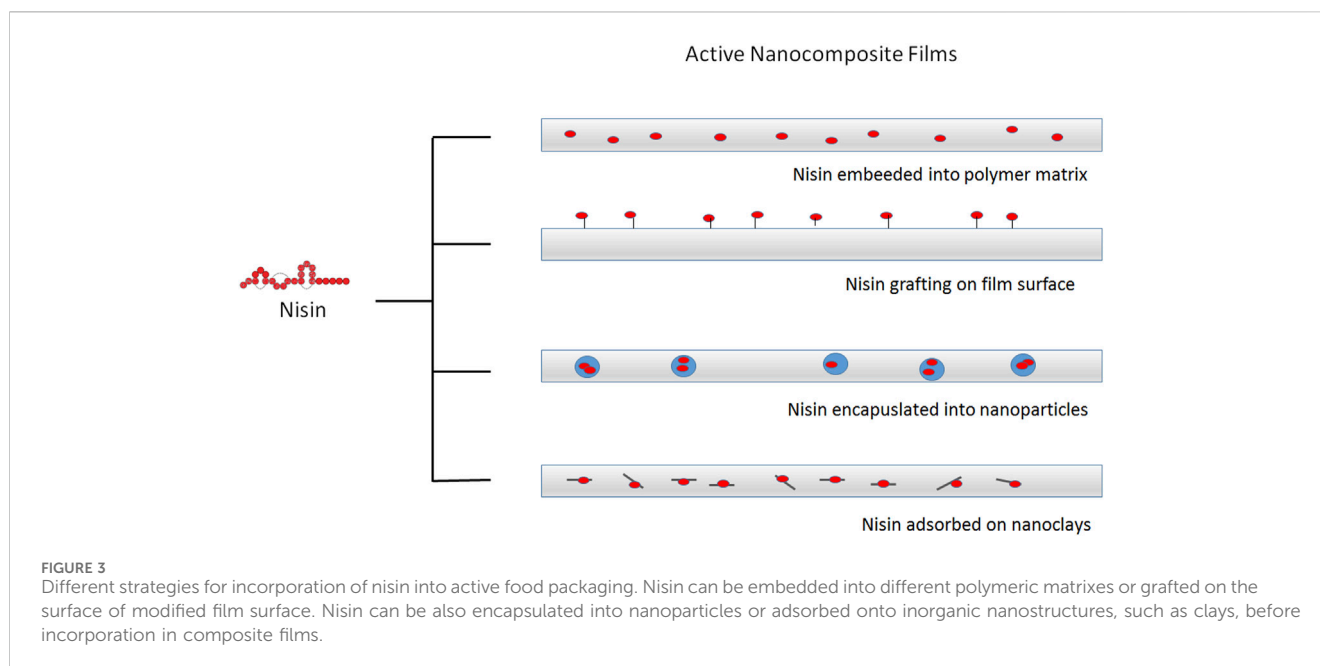 Active Nanocomposite Films
Nisin embeeded into polymer matrix
Nisin grafting on film surface
Nisin
Nisin encapuslated into nanoparticles
Nisin adsorbed on nanoclays
FIGURE 3
Different strategies for incorporation of nisin into active food packaging. Nisin can be embedded into different polymeric matrixes or grafted on the
surface of modified film surface. Nisin can be also encapsulated into nanoparticles or adsorbed onto inorganic nanostructures, such as clays, before
incorporation in composite films.